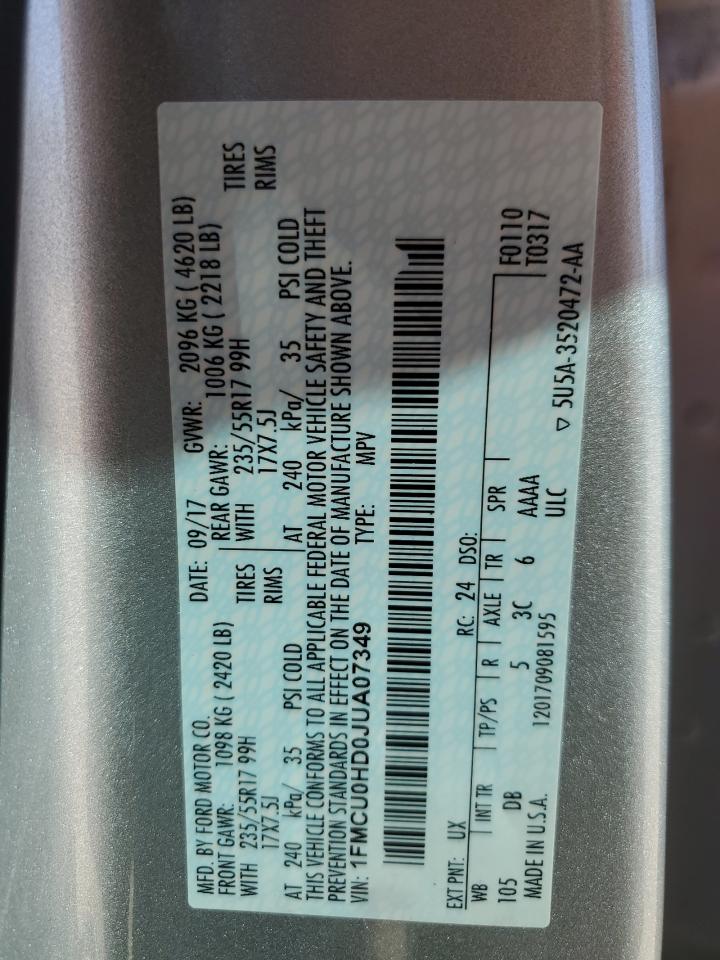 MFD. BY FORD MOTOR CO. DATE: 09/17 GVWR: 2096 KG ( 4620 LB)
FRONT GAWR: 1098 KG ( 2420 LB) REAR GAWR: 1006 KG ( 2218 LB)
WITH 235/55R17 99H TIRES WITH 235/55R17 99H TIRES
17X7.5J RIMS 17X7.5J RIMS
AT 240 kPa/ 35 PSI COLD AT 240 kPa/ 35 PSI COLD
THIS VEHICLE CONFORMS TO ALL APPLICABLE FEDERAL MOTOR VEHICLE SAFETY AND THEFT
PREVENTION STANDARDS IN EFFECT ON THE DATE OF MANUFACTURE SHOWN ABOVE.
VIN: 1FMCU0HD0JUA07349 TYPE: MPV
EXT PNT: UX RC: 24 DSO:
WB INT TR TP/PS R AXLE TR SPR F0110
105 DB 5 3C 6 AAAA T0317
MADE IN U.S.A. 1201709081595 ULC
▽ 5U5A-3520472-AA